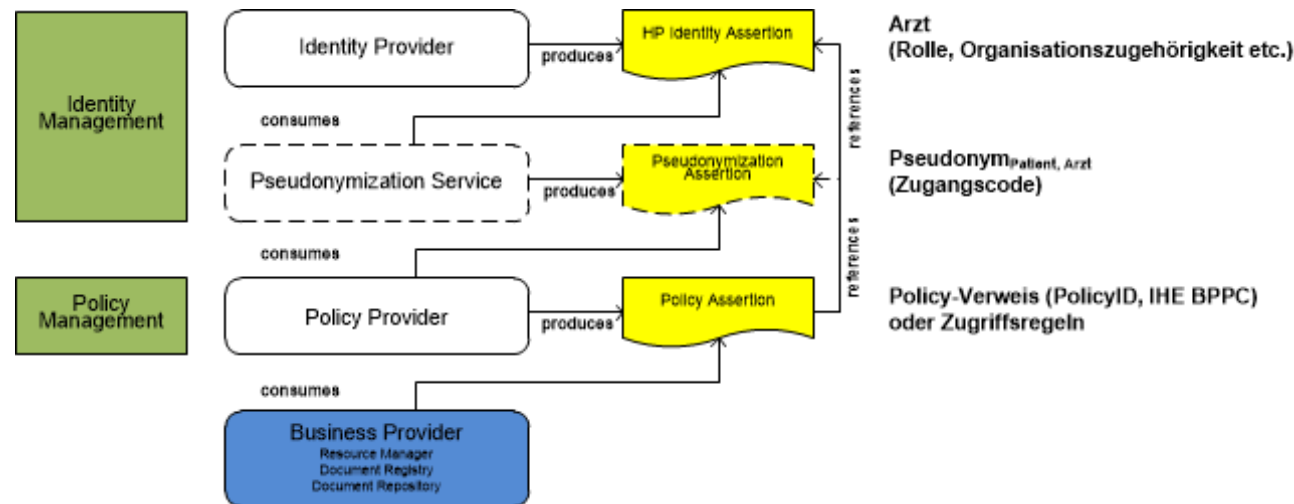 Identity Provider
produces
HP Identity Assertion
Arzt
(Rolle, Organisationszugehörigkeit etc.)
Identity
Management
consumes
references
Pseudonymization Service
produces
Pseudonymization
Assertion
Pseudonym Patient, Arzt
(Zugangscode)
consumes
references
Policy
Management
Policy Provider
produces
Policy Assertion
Policy-Verweis (PolicyID, IHE BPPC)
oder Zugriffsregeln
consumes
Business Provider
Resource Manager
Document Registry
Document Repository